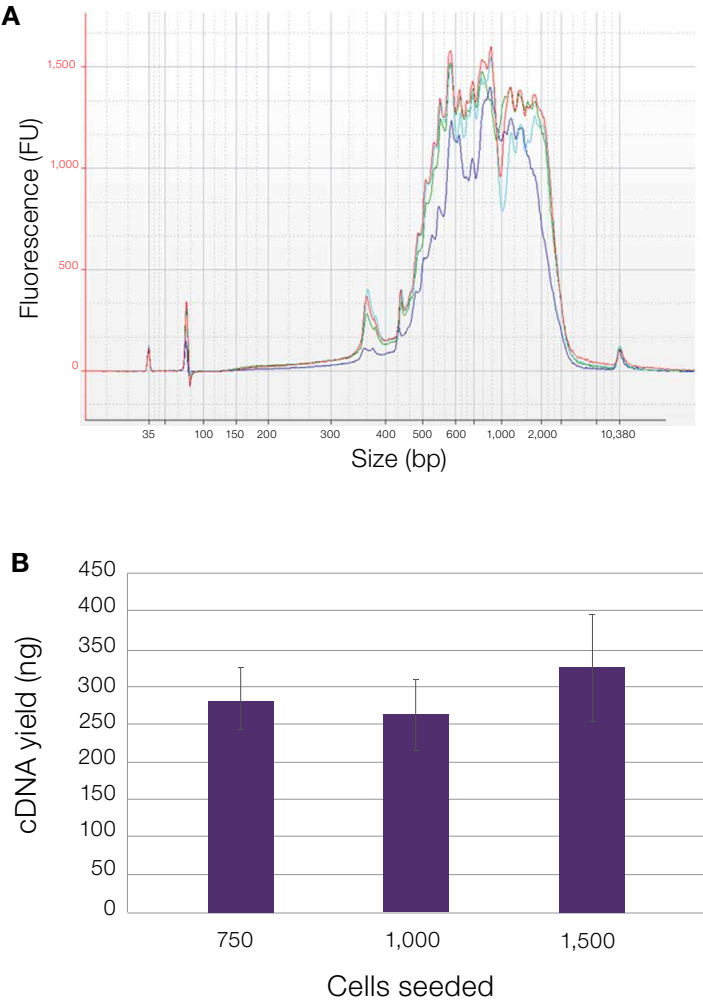 A
Fluorescence (FU)
1,500
1,000
500
0
35 100 150 200 300 400 500 600 1,000 2,000 10,380
Size (bp)
B
cDNA yield (ng)
450
400
350
300
250
200
150
100
50
0
750 1,000 1,500
Cells seeded